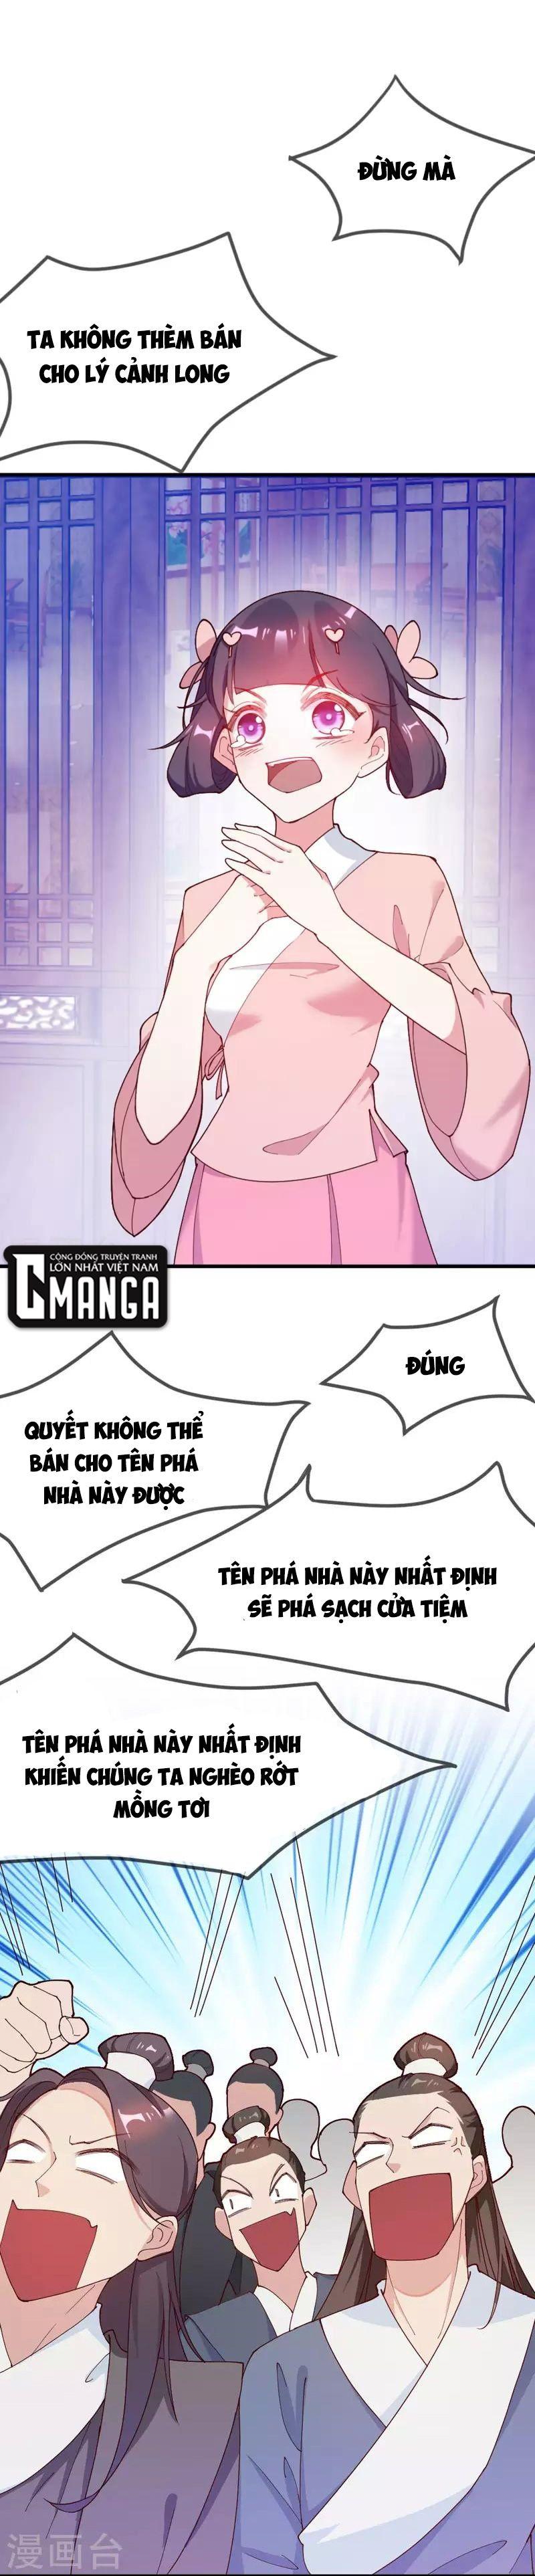 ĐỪNG MÀ
TA KHÔNG THÈM BÁN
CHO LÝ CẢNH LONG
CỘNG ĐỒNG TRUYỆN TRANH
LỚN NHẤT VIỆT NAM
CMANGA
ĐÚNG
QUYẾT KHÔNG THỂ
BÁN CHO TÊN PHÁ
NHÀ NÀY ĐƯỢC
TÊN PHÁ NHÀ NÀY NHẤT ĐỊNH
SẼ PHÁ SẠCH CỬA TIỆM
TÊN PHÁ NHÀ NÀY NHẤT ĐỊNH
KHIẾN CHÚNG TA NGHÈO RỚT
MỒNG TƠI
漫画台